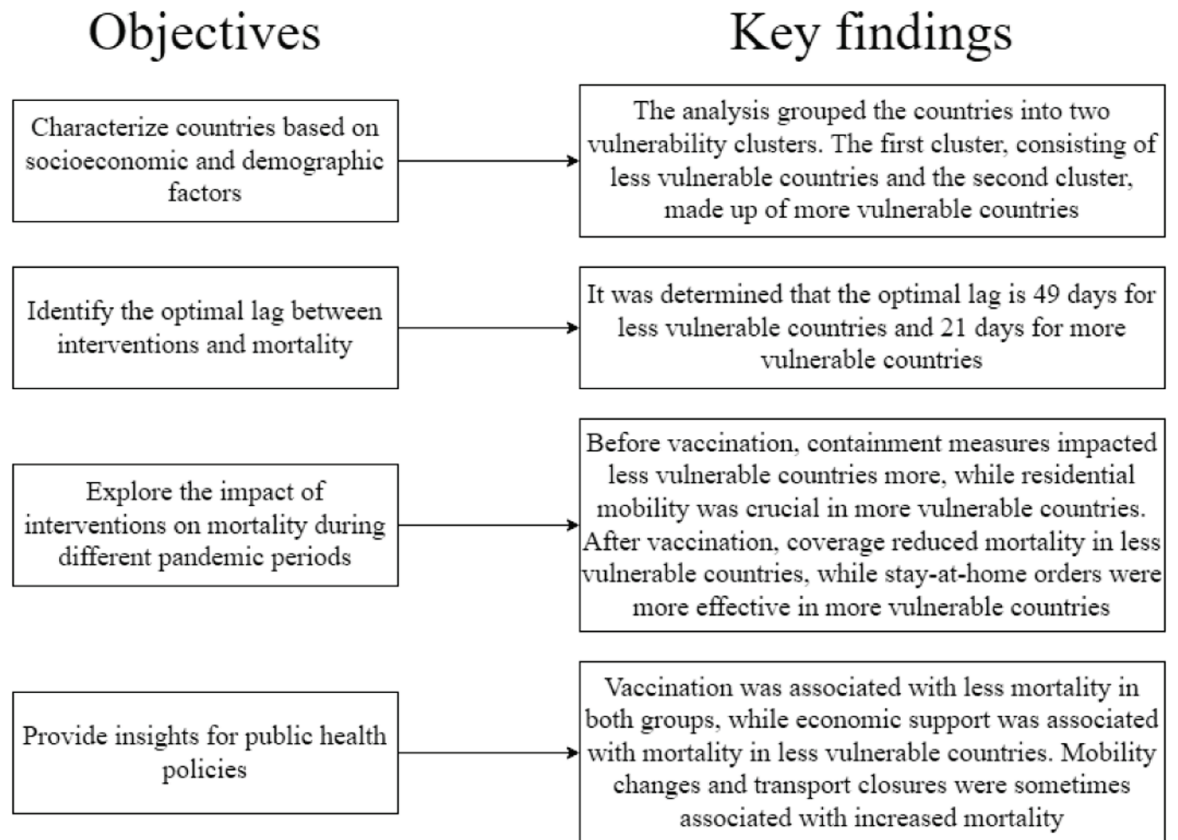 Objectives
Key findings
Characterize countries based on
socioeconomic and demographic
factors
The analysis grouped the countries into two
vulnerability clusters. The first cluster, consisting of
less vulnerable countries and the second cluster,
made up of more vulnerable countries
Identify the optimal lag between
interventions and mortality
It was determined that the optimal lag is 49 days for
less vulnerable countries and 21 days for more
vulnerable countries
Explore the impact of
interventions on mortality during
different pandemic periods
Before vaccination, containment measures impacted
less vulnerable countries more, while residential
mobility was crucial in more vulnerable countries.
After vaccination, coverage reduced mortality in less
vulnerable countries, while stay-at-home orders were
more effective in more vulnerable countries
Provide insights for public health
policies
Vaccination was associated with less mortality in
both groups, while economic support was associated
with mortality in less vulnerable countries. Mobility
changes and transport closures were sometimes
associated with increased mortality